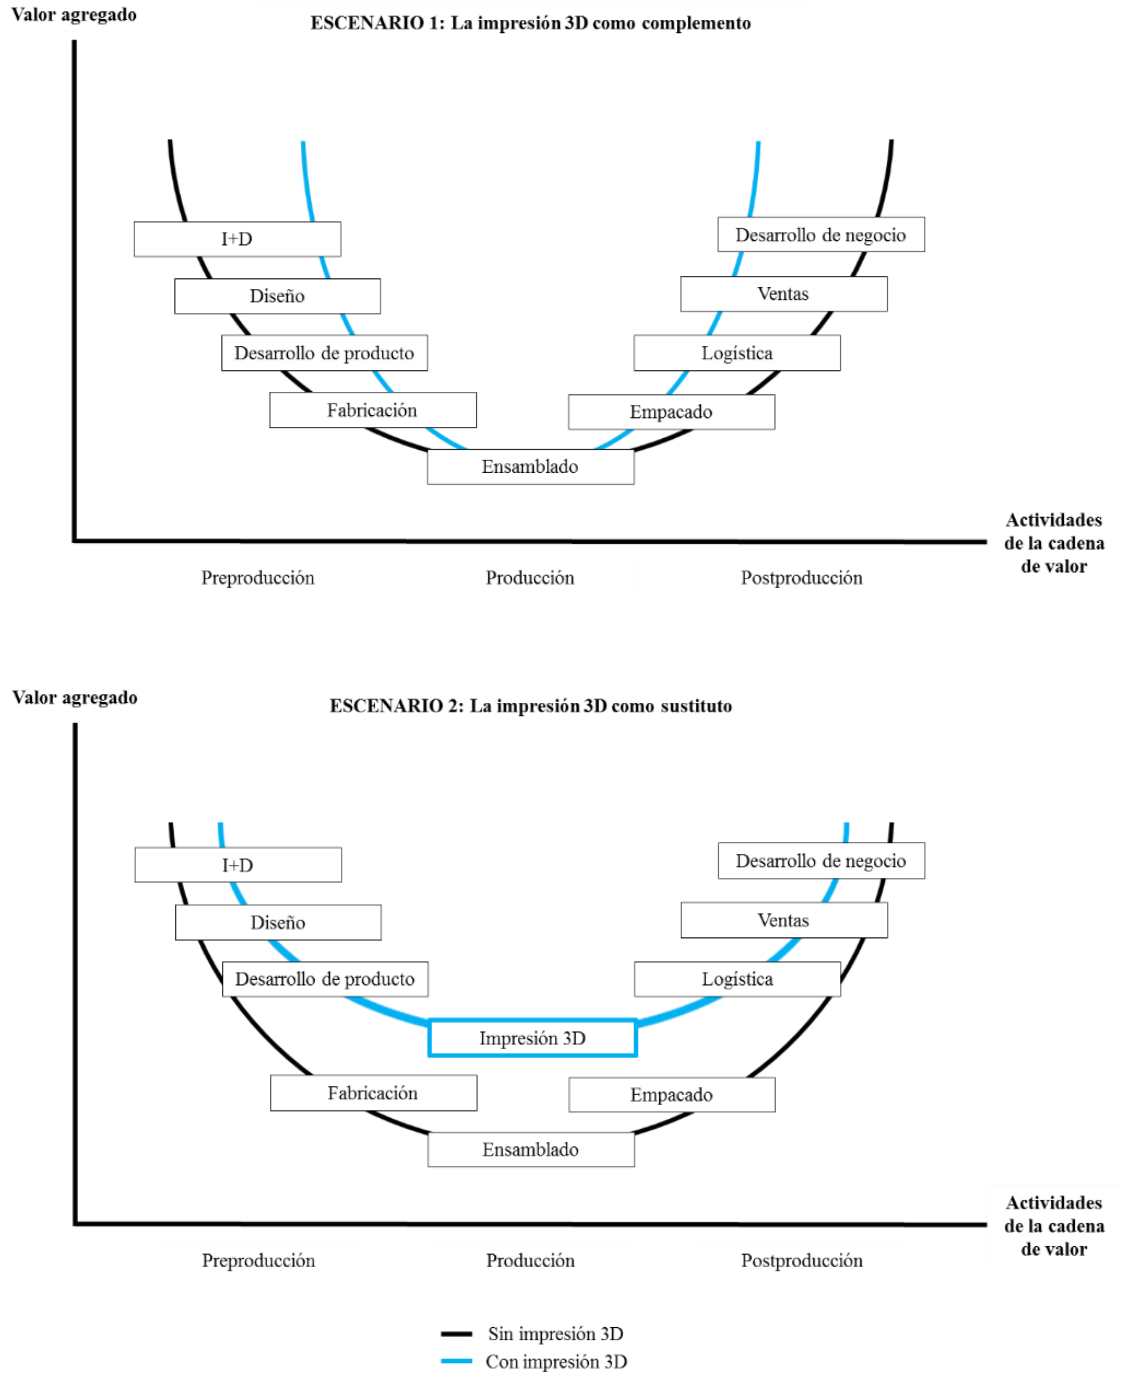 Valor agregado
ESCENARIO 1: La impresión 3D como complemento
I+D
Desarrollo de negocio
Diseño
Ventas
Desarrollo de producto
Logística
Fabricación
Empacado
Ensamblado
Actividades
de la cadena
de valor
Preproducción
Producción
Postproducción
Valor agregado
ESCENARIO 2: La impresión 3D como sustituto
I+D
Desarrollo de negocio
Diseño
Ventas
Desarrollo de producto
Logística
Impresión 3D
Fabricación
Empacado
Ensamblado
Actividades
de la cadena
de valor
Preproducción
Producción
Postproducción
Sin impresión 3D
Con impresión 3D